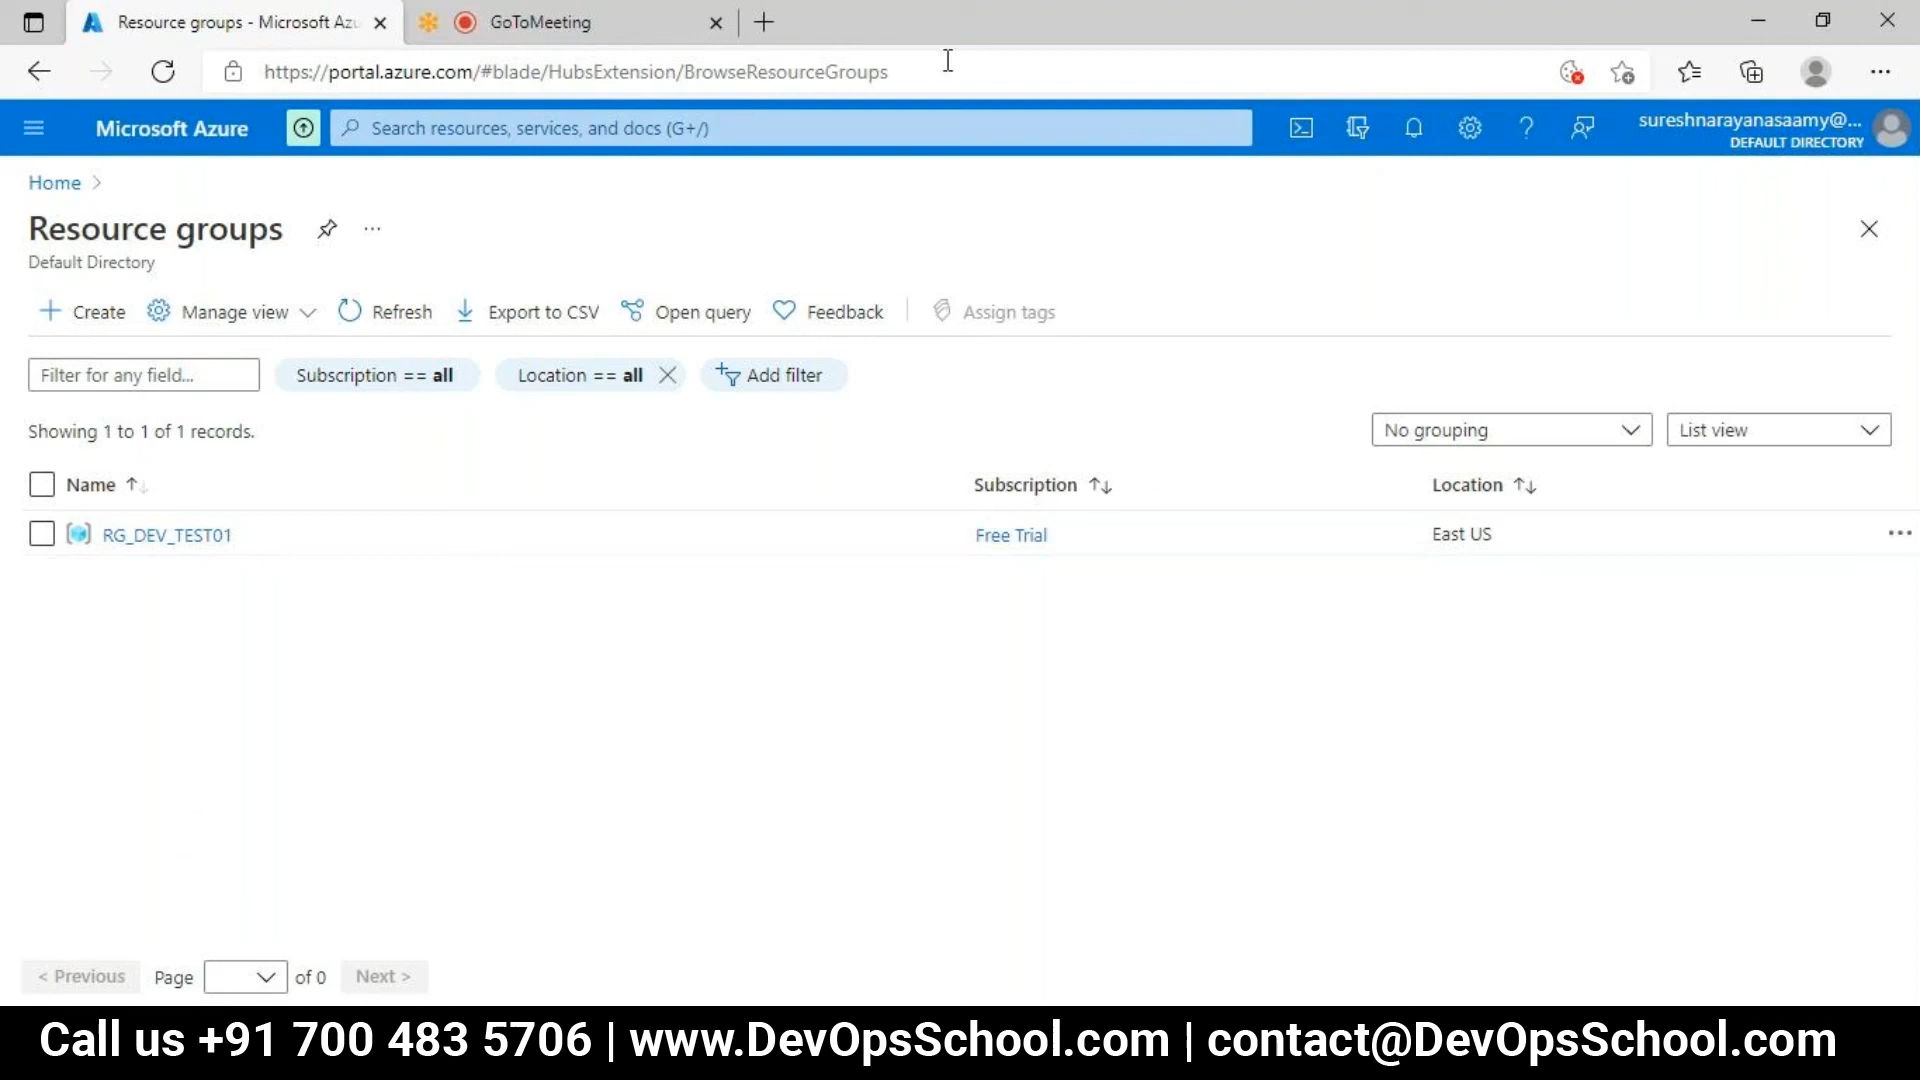 Resource groups - Microsoft Azu
GoToMeeting
https://portal.azure.com/#blade/HubsExtension/BrowseResourceGroups
Microsoft Azure
Search resources, services, and docs (G+/)
sureshnarayanasaamy@...
DEFAULT DIRECTORY
Home
Resource groups
Default Directory
Create
Manage view
Refresh
Export to CSV
Open query
Feedback
Assign tags
Filter for any field...
Subscription == all
Location == all
Add filter
Showing 1 to 1 of 1 records.
No grouping
List view
Name
Subscription
Location
RG_DEV_TEST01
Free Trial
East US
< Previous
Page
of 0
Next >
Call us +91 700 483 5706 | www.DevOpsSchool.com | contact@DevOpsSchool.com